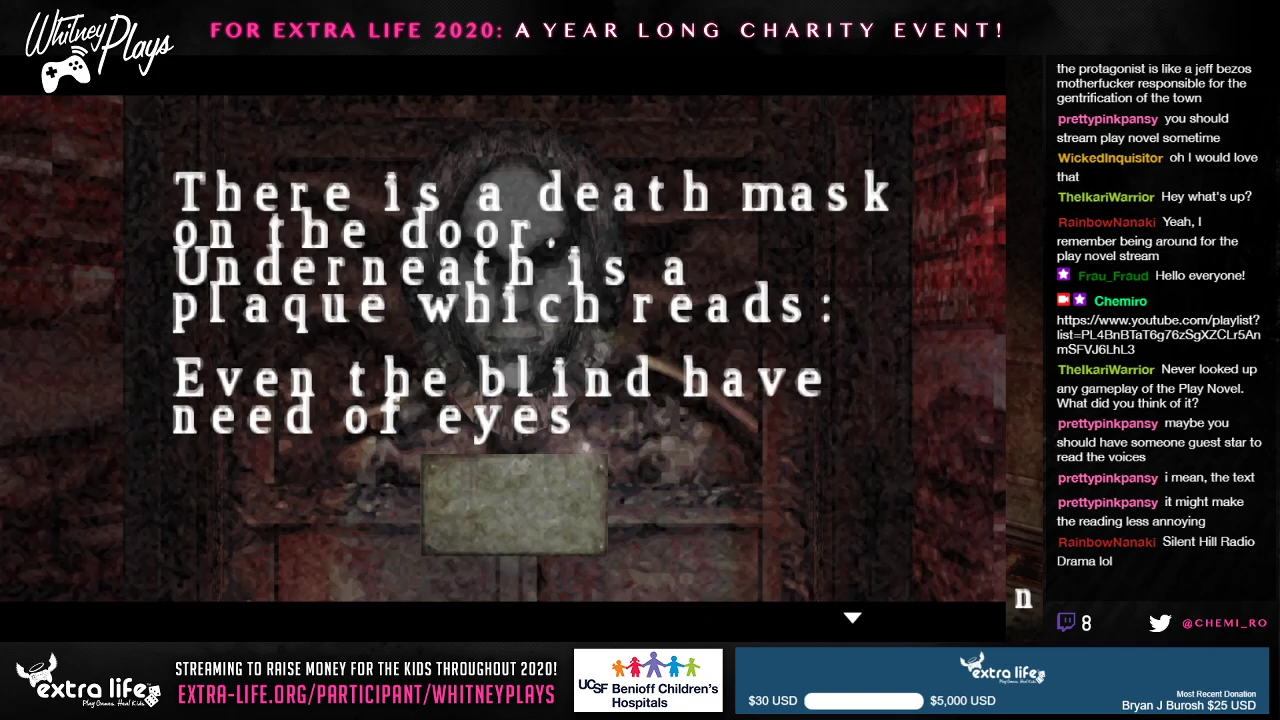 Whitney Plays
FOR EXTRA LIFE 2020: A YEAR LONG CHARITY EVENT!
There is a death mask
on the door.
Underneath is a
plaque which reads:
Even the blind have
need of eyes
n
the protagonist is like a jeff bezos
motherfucker responsible for the
gentrification of the town
prettypinkpansy you should
stream play novel sometime
WickedInquisitor oh I would love
that
TheIkariWarrior Hey what's up?
RainbowNanaki Yeah, I
remember being around for the
play novel stream
Frau_Fraud Hello everyone!
Chemiro
https://www.youtube.com/playlist?
list=PL4BnBTaT6g76zSgXZCLr5An
mSFVJ6LhL3
TheIkariWarrior Never looked up
any gameplay of the Play Novel.
What did you think of it?
prettypinkpansy maybe you
should have someone guest star to
read the voices
prettypinkpansy i mean, the text
prettypinkpansy it might make
the reading less annoying
RainbowNanaki Silent Hill Radio
Drama lol
8
@CHEMI_RO
extra life
Play Games. Heal Kids.
STREAMING TO RAISE MONEY FOR THE KIDS THROUGHOUT 2020!
EXTRA-LIFE.ORG/PARTICIPANT/WHITNEYPLAYS
UCSF Benioff Children's
Hospitals
extra life
Play Games. Heal Kids.
$30 USD
$5,000 USD
Most Recent Donation
Bryan J Burosh $25 USD